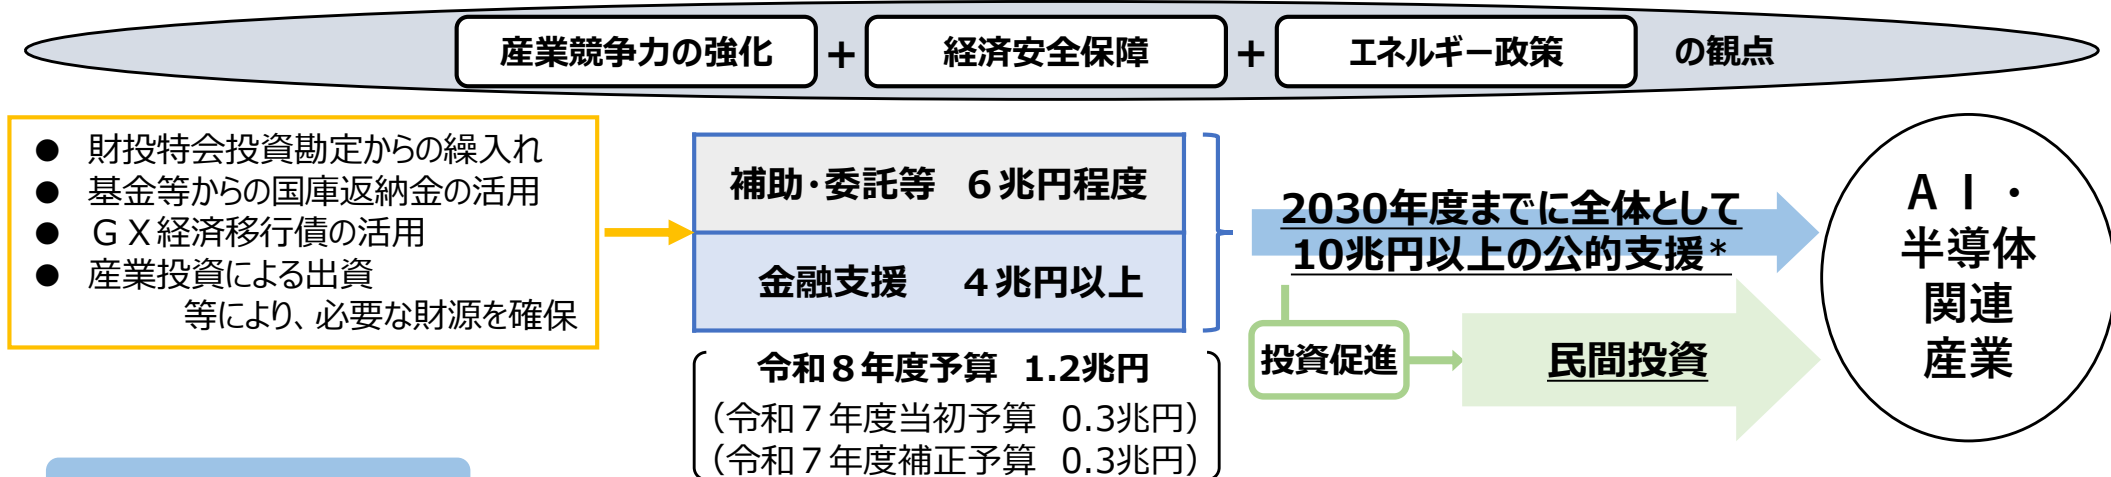 産業競争力の強化 + 経済安全保障 + エネルギー政策 の観点
● 財投特会投資勘定からの繰入れ
● 基金等からの国庫返納金の活用
● ＧＸ経済移行債の活用
● 産業投資による出資
等により、必要な財源を確保
補助・委託等 ６兆円程度
金融支援 ４兆円以上
令和８年度予算 1.2兆円
（令和７年度当初予算 0.3兆円）
（令和７年度補正予算 0.3兆円）
2030年度までに全体として
10兆円以上の公的支援*
投資促進
民間投資
ＡＩ・
半導体
関連
産業